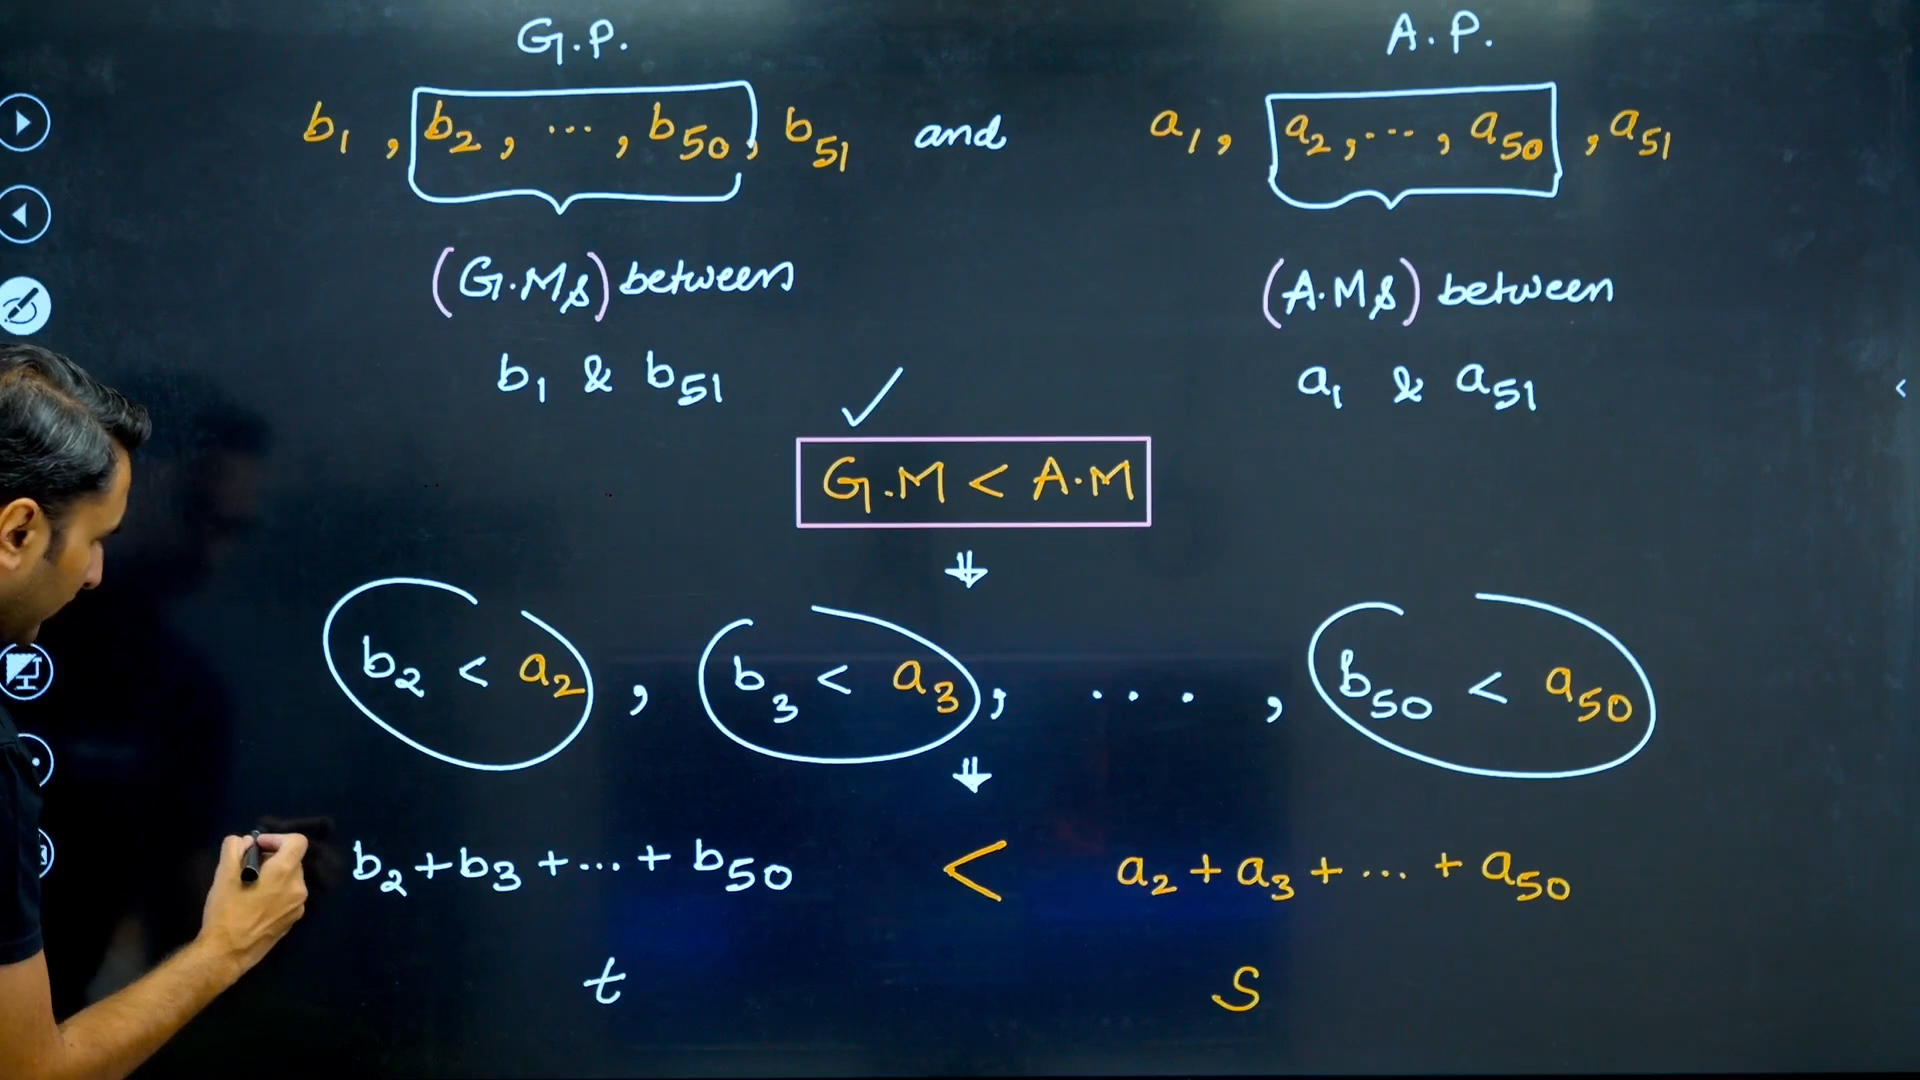 G.P. A.P.
b₁ , b₂ , ... , b₅₀ , b₅₁ and a₁ , a₂ , ... , a₅₀ , a₅₁
(G.Ms) between (A.Ms) between
b₁ & b₅₁ a₁ & a₅₁
✓
G.M < A.M
⇓
b₂ < a₂ , b₃ < a₃ , ... , b₅₀ < a₅₀
⇓
b₂ + b₃ + ... + b₅₀ < a₂ + a₃ + ... + a₅₀
t S